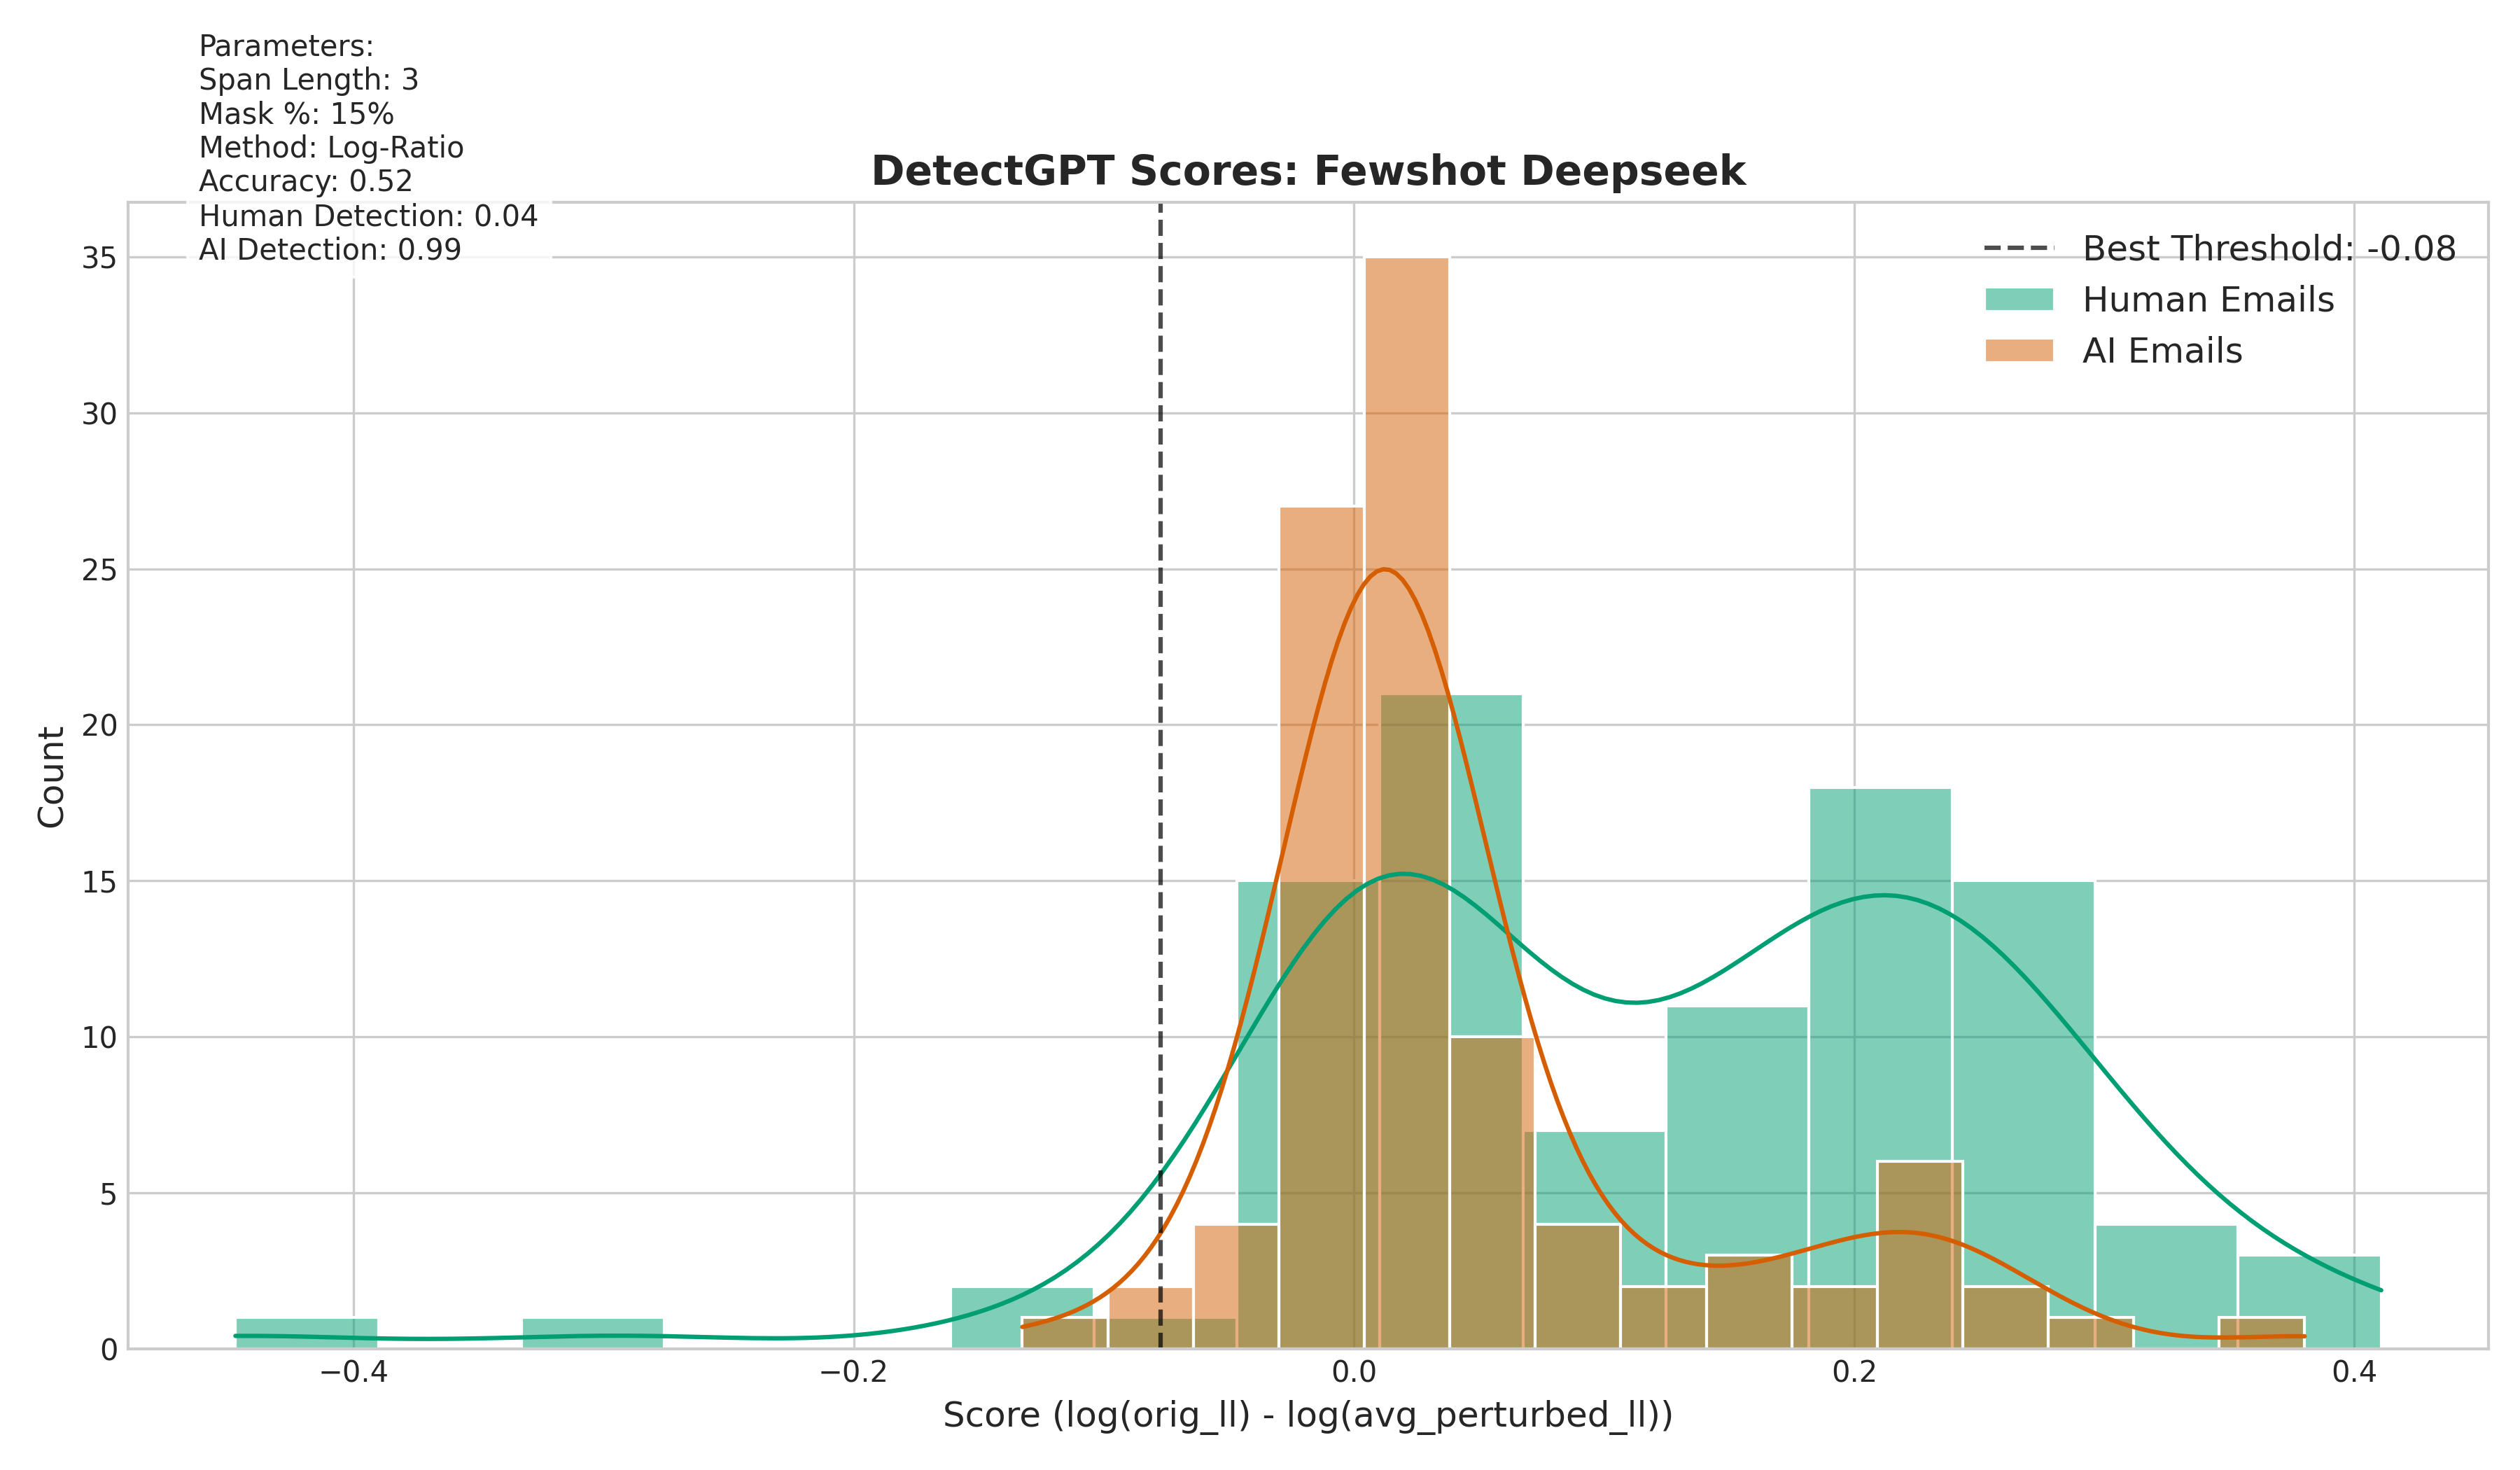 Parameters:
Span Length: 3
Mask %: 15%
Method: Log-Ratio
Accuracy: 0.52
Human Detection: 0.04
AI Detection: 0.99
DetectGPT Scores: Fewshot Deepseek
Best Threshold: -0.08
Human Emails
AI Emails
Count
35
30
25
20
15
10
5
0
−0.4
−0.2
0.0
0.2
0.4
Score (log(orig_ll) - log(avg_perturbed_ll))